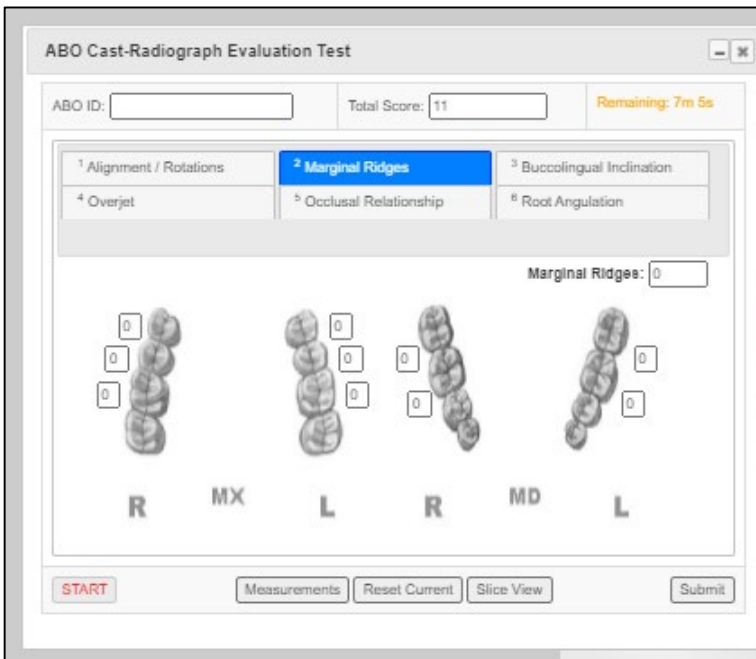 ABO Cast-Radiograph Evaluation Test
ABO ID: Total Score: 11 Remaining: 7m 5s
1 Alignment / Rotations 2 Marginal Ridges 3 Buccolingual Inclination
4 Overjet 5 Occlusal Relationship 6 Root Angulation
Marginal Ridges: 0
0 0
0 0 0 0
0 0 0 0
R MX L R MD L
START Measurements Reset Current Slice View Submit